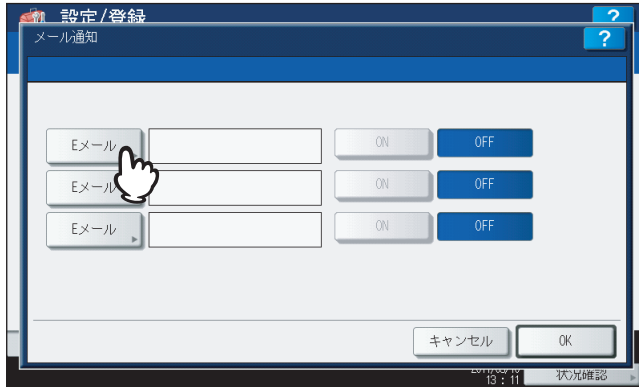 設定/登録 ?
メール通知 ?
Eメール ON OFF
Eメール ON OFF
Eメール ON OFF
キャンセル OK
13 : 11 状況確認